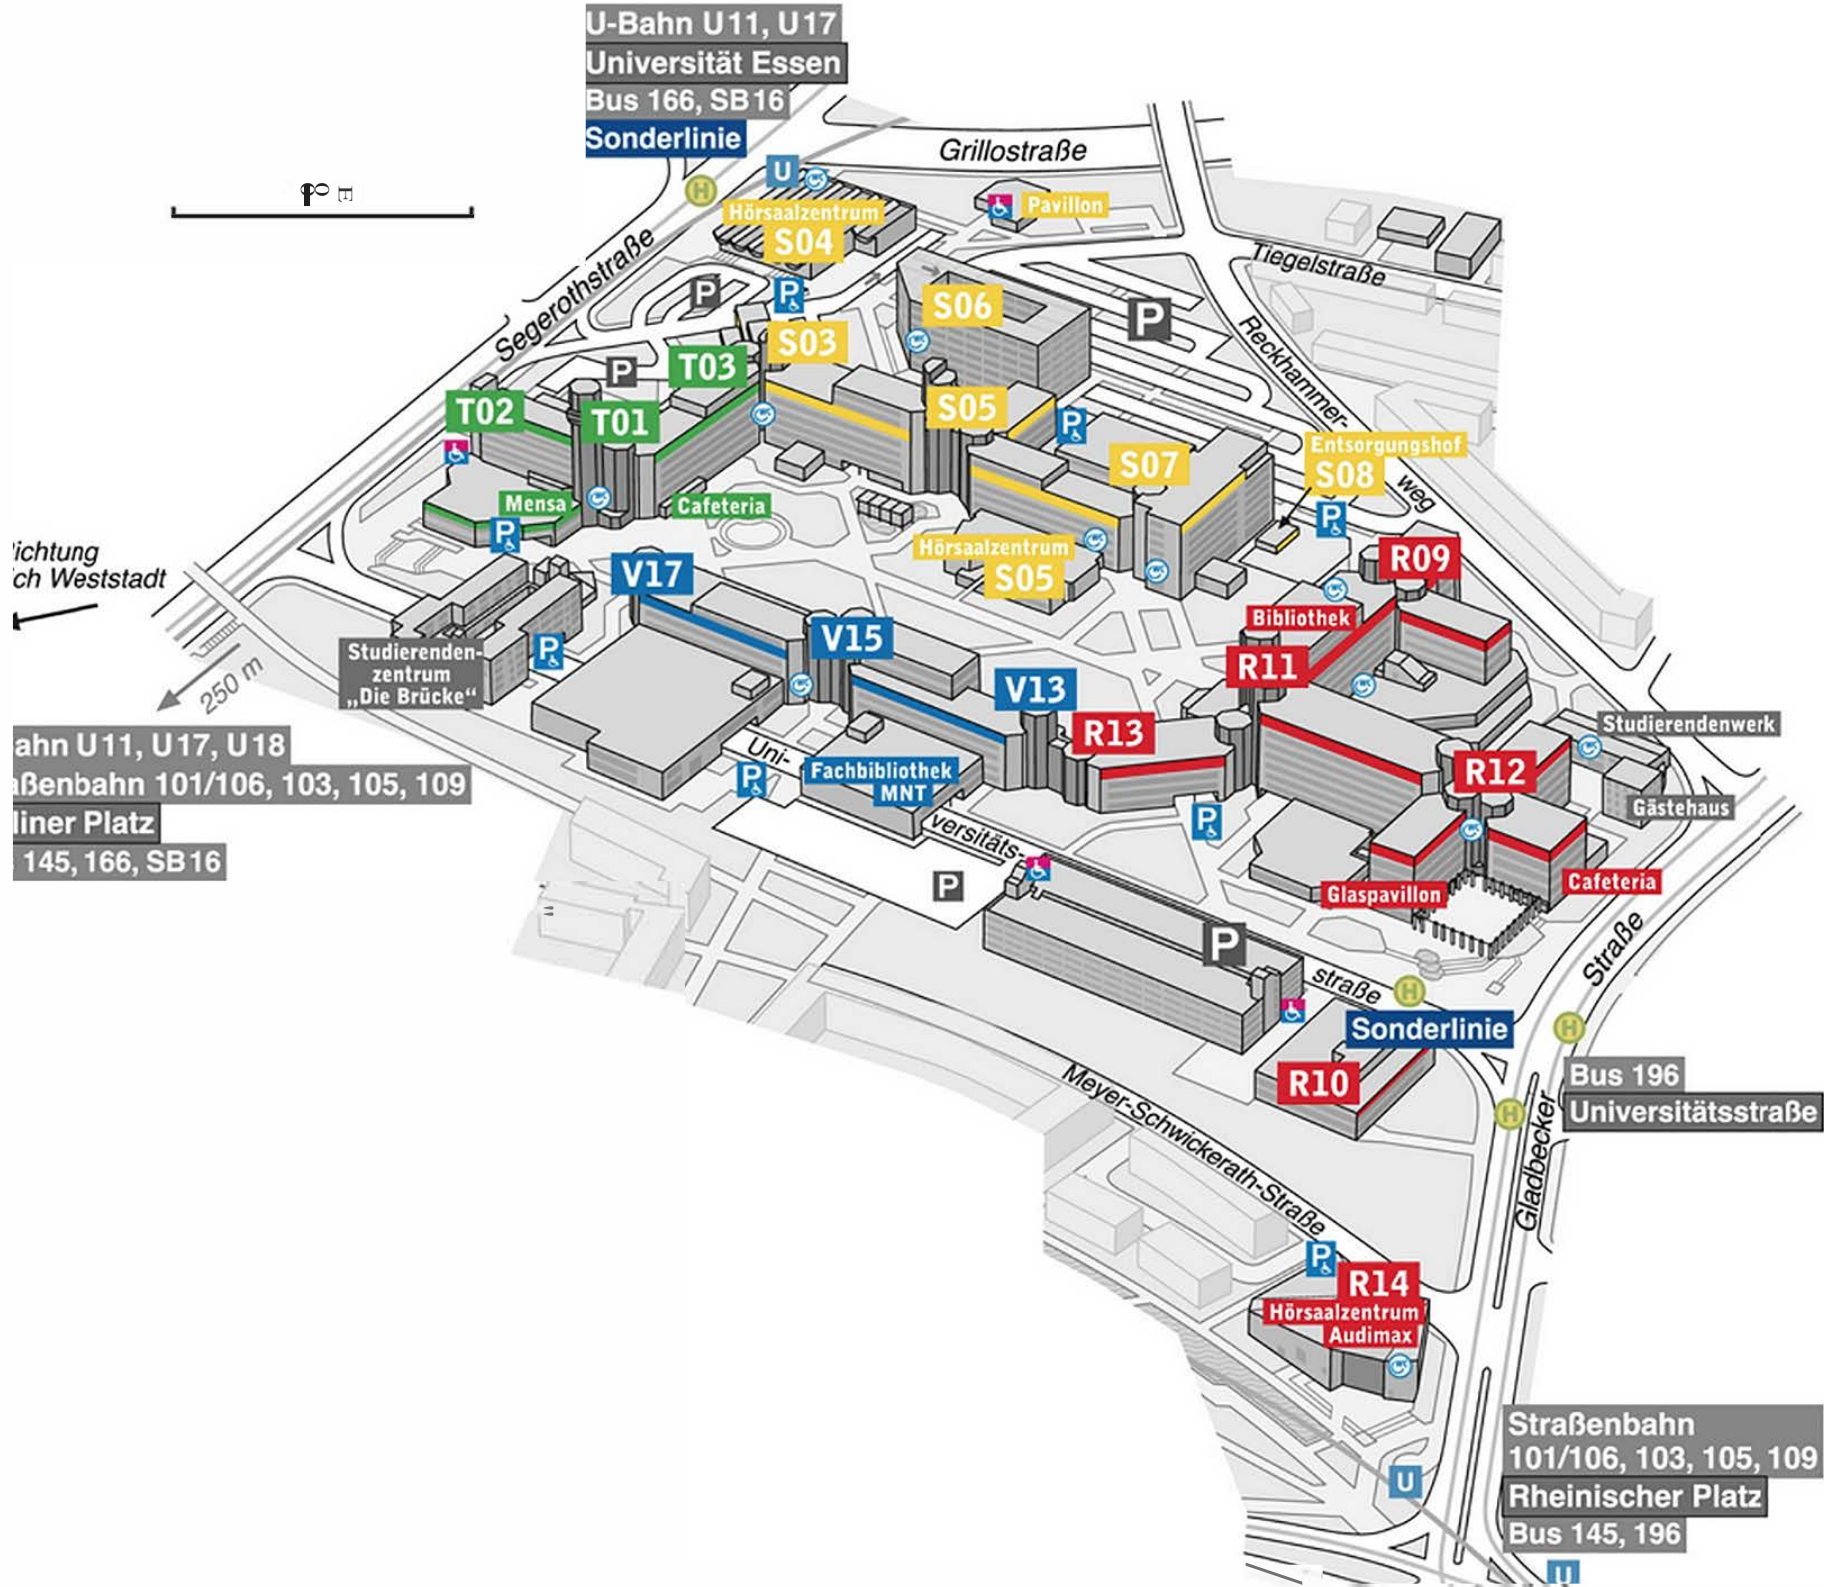 U-Bahn U11, U17
Universität Essen
Bus 166, SB16
Sonderlinie
Grillostraße
U
H
Hörsaalzentrum
S04
Pavillon
Segerothstraße
Tiegelstraße
P
P
S06
P
Reckhammer-
weg
S03
T03
P
T02
T01
S05
P
S07
Entsorgungshof
S08
Mensa
Cafeteria
P
P
Hörsaalzentrum
S05
R09
ichtung
ch Weststadt
V17
Bibliothek
V15
R11
Studierenden-
zentrum
„Die Brücke“
P
250 m
V13
R13
Studierendenwerk
ahn U11, U17, U18
aßenbahn 101/106, 103, 105, 109
liner Platz
145, 166, SB16
Uni-
P
Fachbibliothek
MNT
R12
Gästehaus
versitäts-
P
P
Glaspavillon
Cafeteria
P
straße
H
Straße
Sonderlinie
H
R10
Bus 196
Universitätsstraße
H
Meyer-Schwickerath-Straße
Gladbecker
P
R14
Hörsaalzentrum
Audimax
U
Straßenbahn
101/106, 103, 105, 109
Rheinischer Platz
Bus 145, 196
U